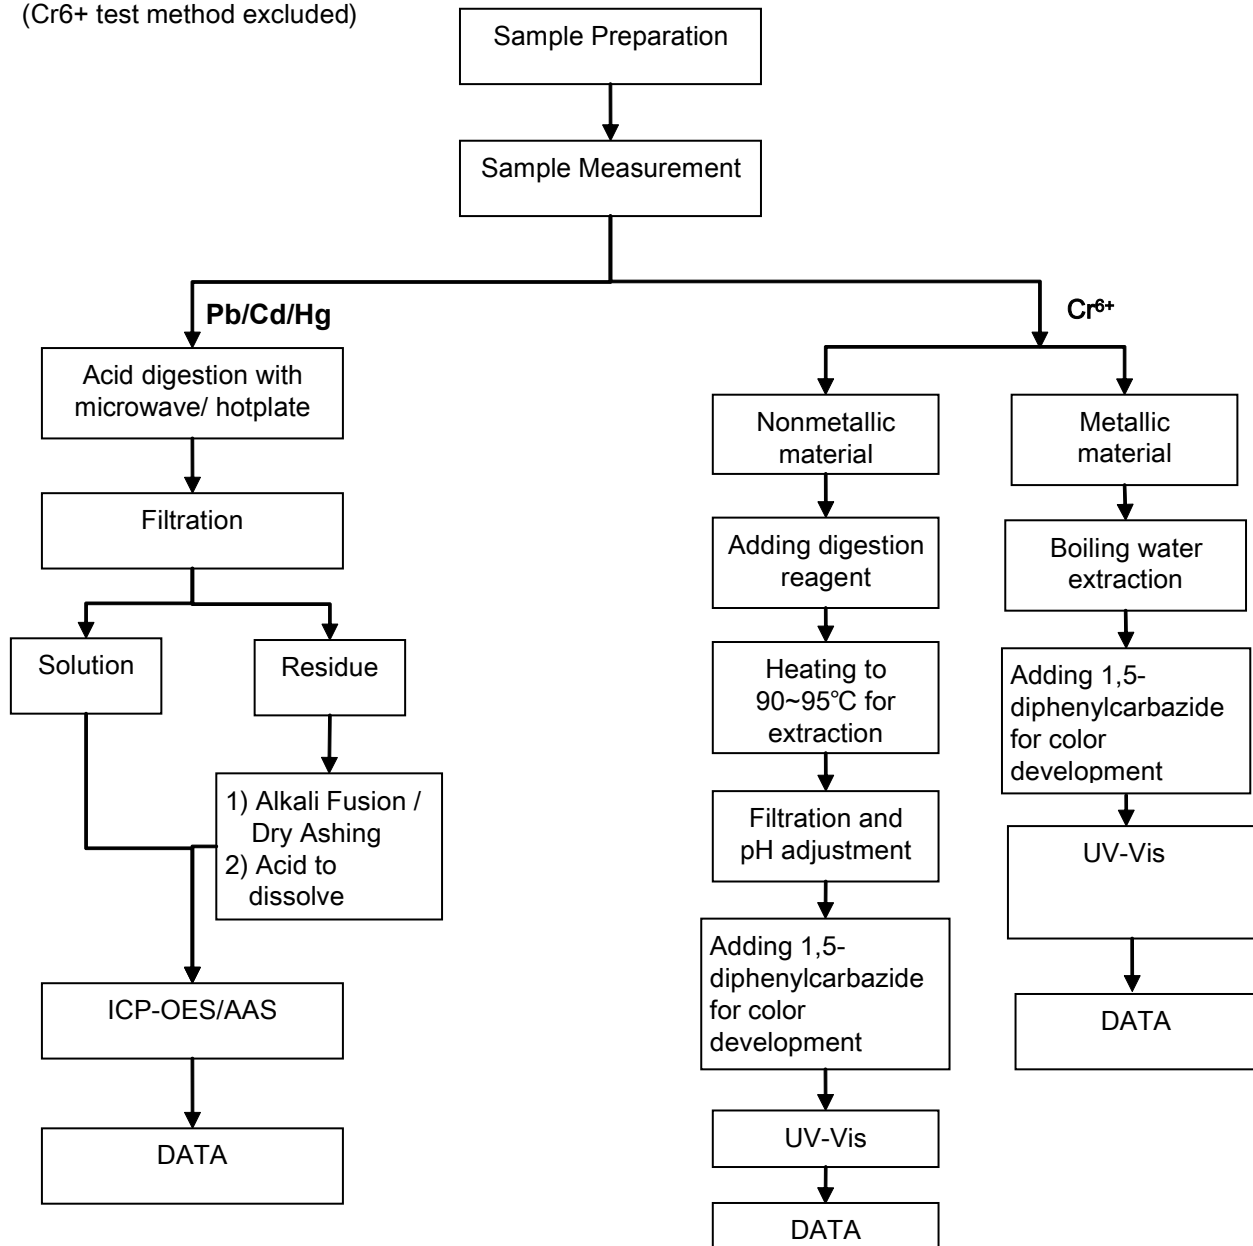 (Cr6+ test method excluded)
Sample Preparation
Sample Measurement
Pb/Cd/Hg
Acid digestion with
microwave/ hotplate
Filtration
Solution
Residue
1) Alkali Fusion /
Dry Ashing
2) Acid to
dissolve
ICP-OES/AAS
DATA
Cr⁶⁺
Nonmetallic
material
Adding digestion
reagent
Heating to
90~95℃ for
extraction
Filtration and
pH adjustment
Adding 1,5-
diphenylcarbazide
for color
development
UV-Vis
DATA
Metallic
material
Boiling water
extraction
Adding 1,5-
diphenylcarbazide
for color
development
UV-Vis
DATA